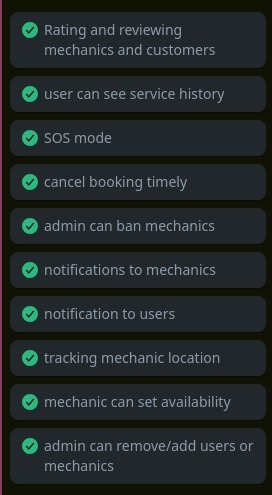 Rating and reviewing
mechanics and customers
user can see service history
SOS mode
cancel booking timely
admin can ban mechanics
notifications to mechanics
notification to users
tracking mechanic location
mechanic can set availability
admin can remove/add users or
mechanics